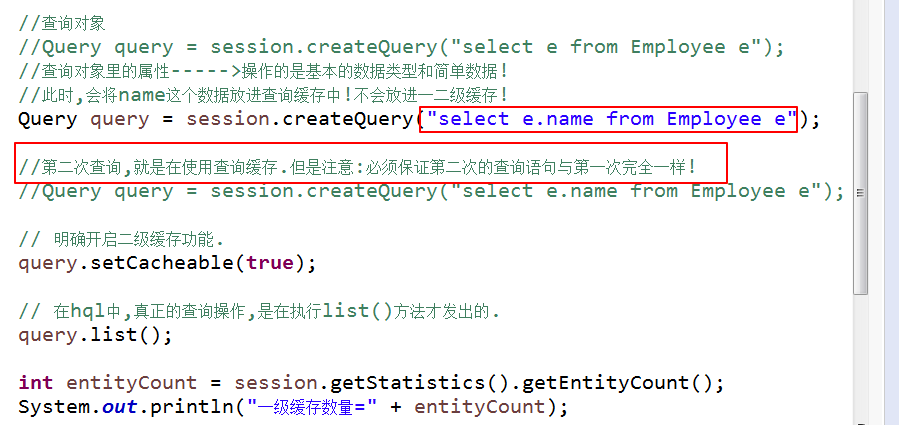 //查询对象
//Query query = session.createQuery("select e from Employee e");
//查询对象里的属性----->操作的是基本的数据类型和简单数据!
//此时,会将name这个数据放进查询缓存中!不会放进一二级缓存!
Query query = session.createQuery("select e.name from Employee e");
//第二次查询,就是在使用查询缓存.但是注意:必须保证第二次的查询语句与第一次完全一样!
//Query query = session.createQuery("select e.name from Employee e");
// 明确开启二级缓存功能.
query.setCacheable(true);
// 在hql中,真正的查询操作,是在执行list()方法才发出的.
query.list();
int entityCount = session.getStatistics().getEntityCount();
System.out.println("一级缓存数量=" + entityCount);